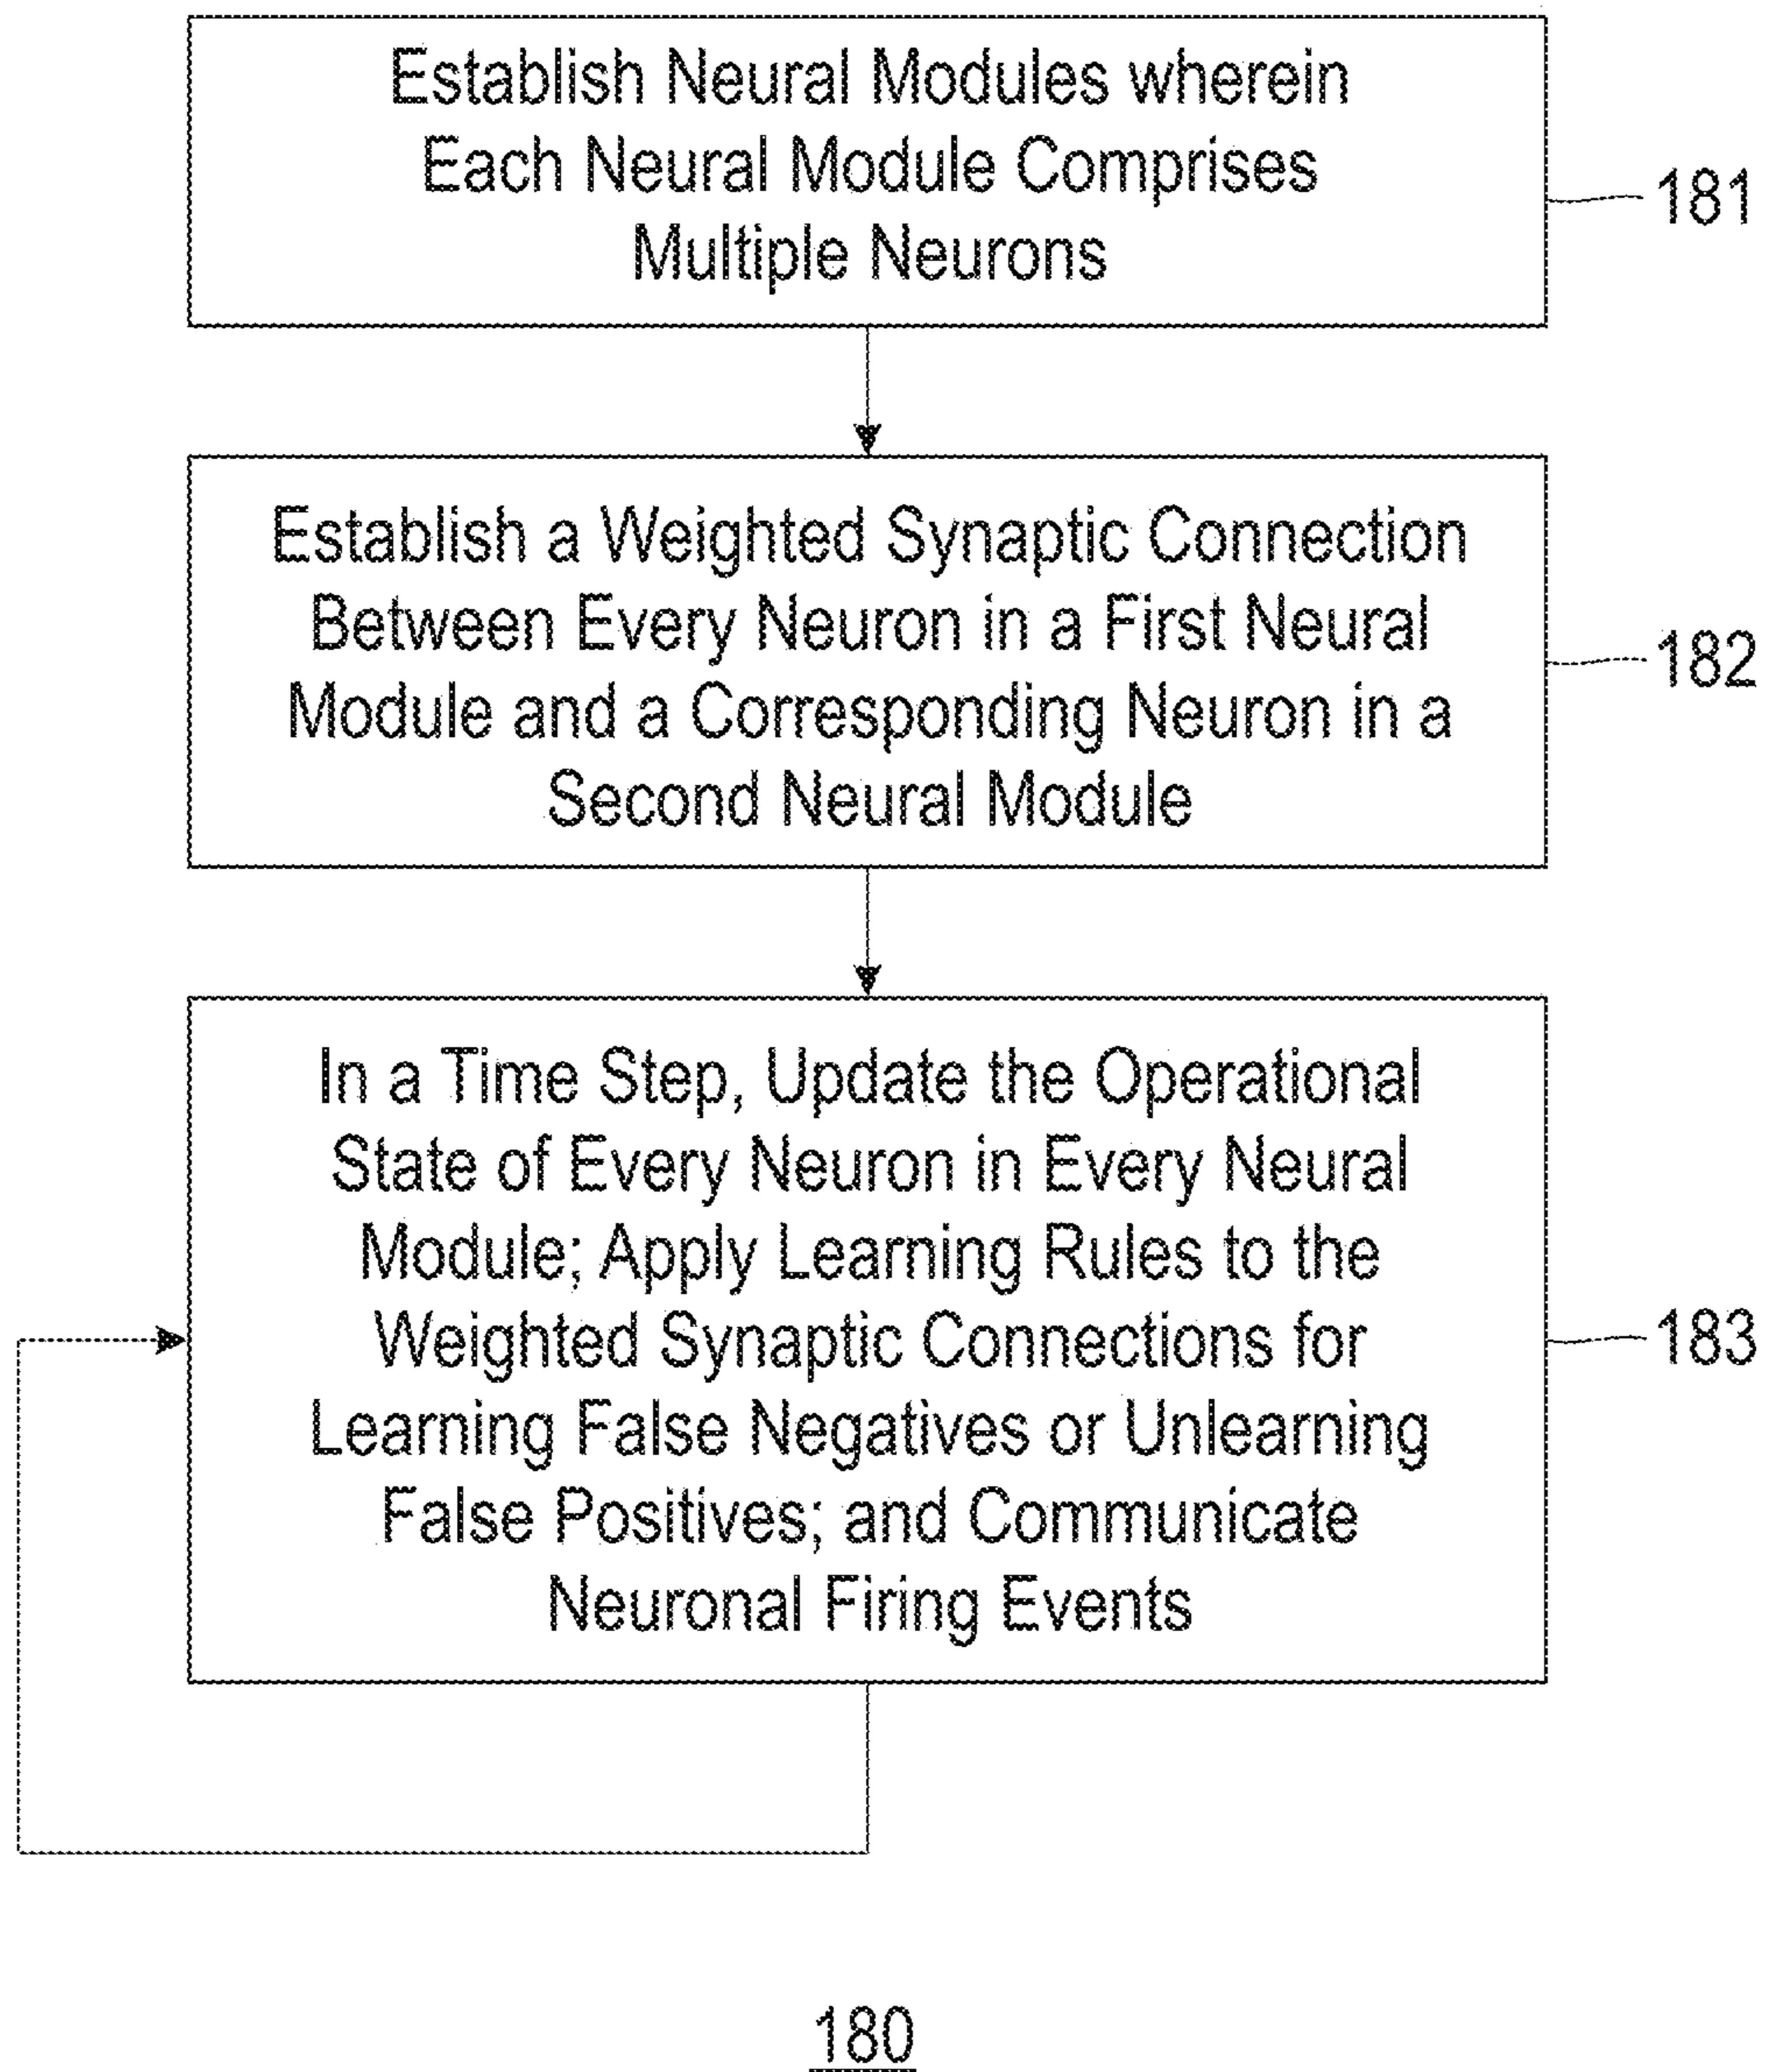 Establish Neural Modules wherein
Each Neural Module Comprises
Multiple Neurons
181
Establish a Weighted Synaptic Connection
Between Every Neuron in a First Neural
Module and a Corresponding Neuron in a
Second Neural Module
182
In a Time Step, Update the Operational
State of Every Neuron in Every Neural
Module; Apply Learning Rules to the
Weighted Synaptic Connections for
Learning False Negatives or Unlearning
False Positives; and Communicate
Neuronal Firing Events
183
180